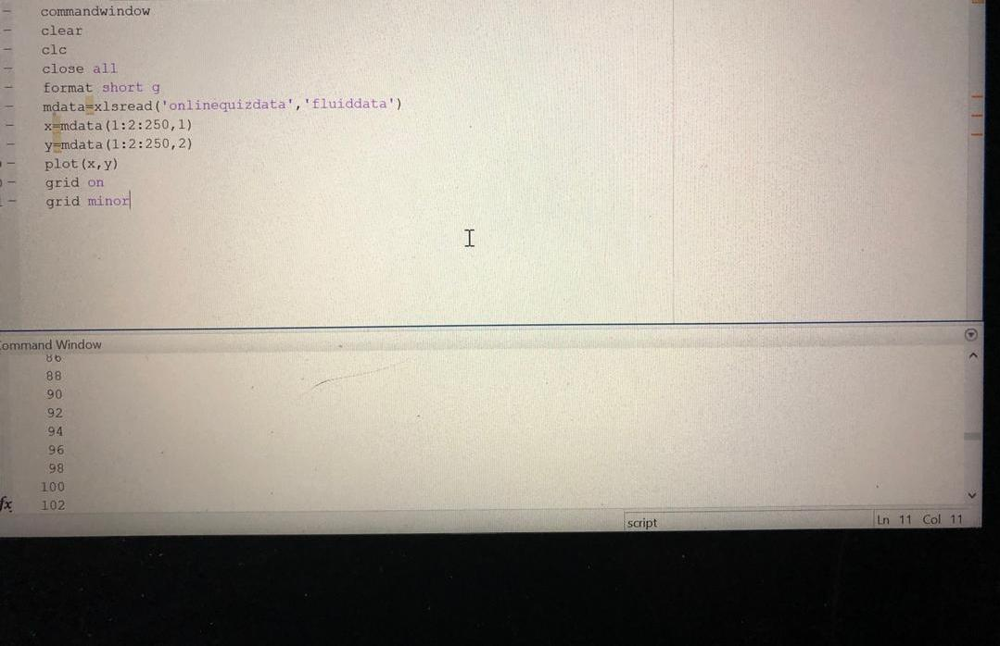 commandwindow
clear
clc
close all
format short g
mdata=xlsread('onlinequizdata','fluiddata')
x=mdata(1:2:250,1)
y=mdata(1:2:250,2)
plot(x,y)
grid on
grid minor
Command Window
86
88
90
92
94
96
98
100
fx 102
script Ln 11 Col 11